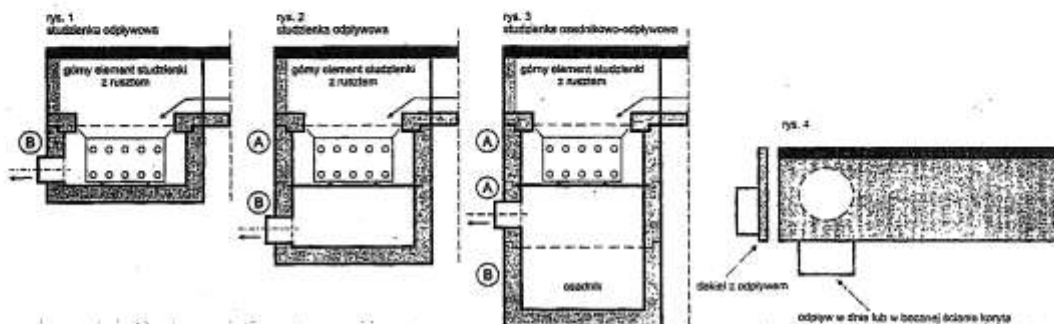 rys. 1
studzienka odpływowa
górny element studzienki
z rusztem
B
rys. 2
studzienka odpływowa
górny element studzienki
z rusztem
A
B
rys. 3
studzienka osadnikowo-odpływowa
górny element studzienki
z rusztem
A
A
B
osadnik
rys. 4
dekiel z odpływem
odpływ w dnie lub w bocznej ścianie koryta